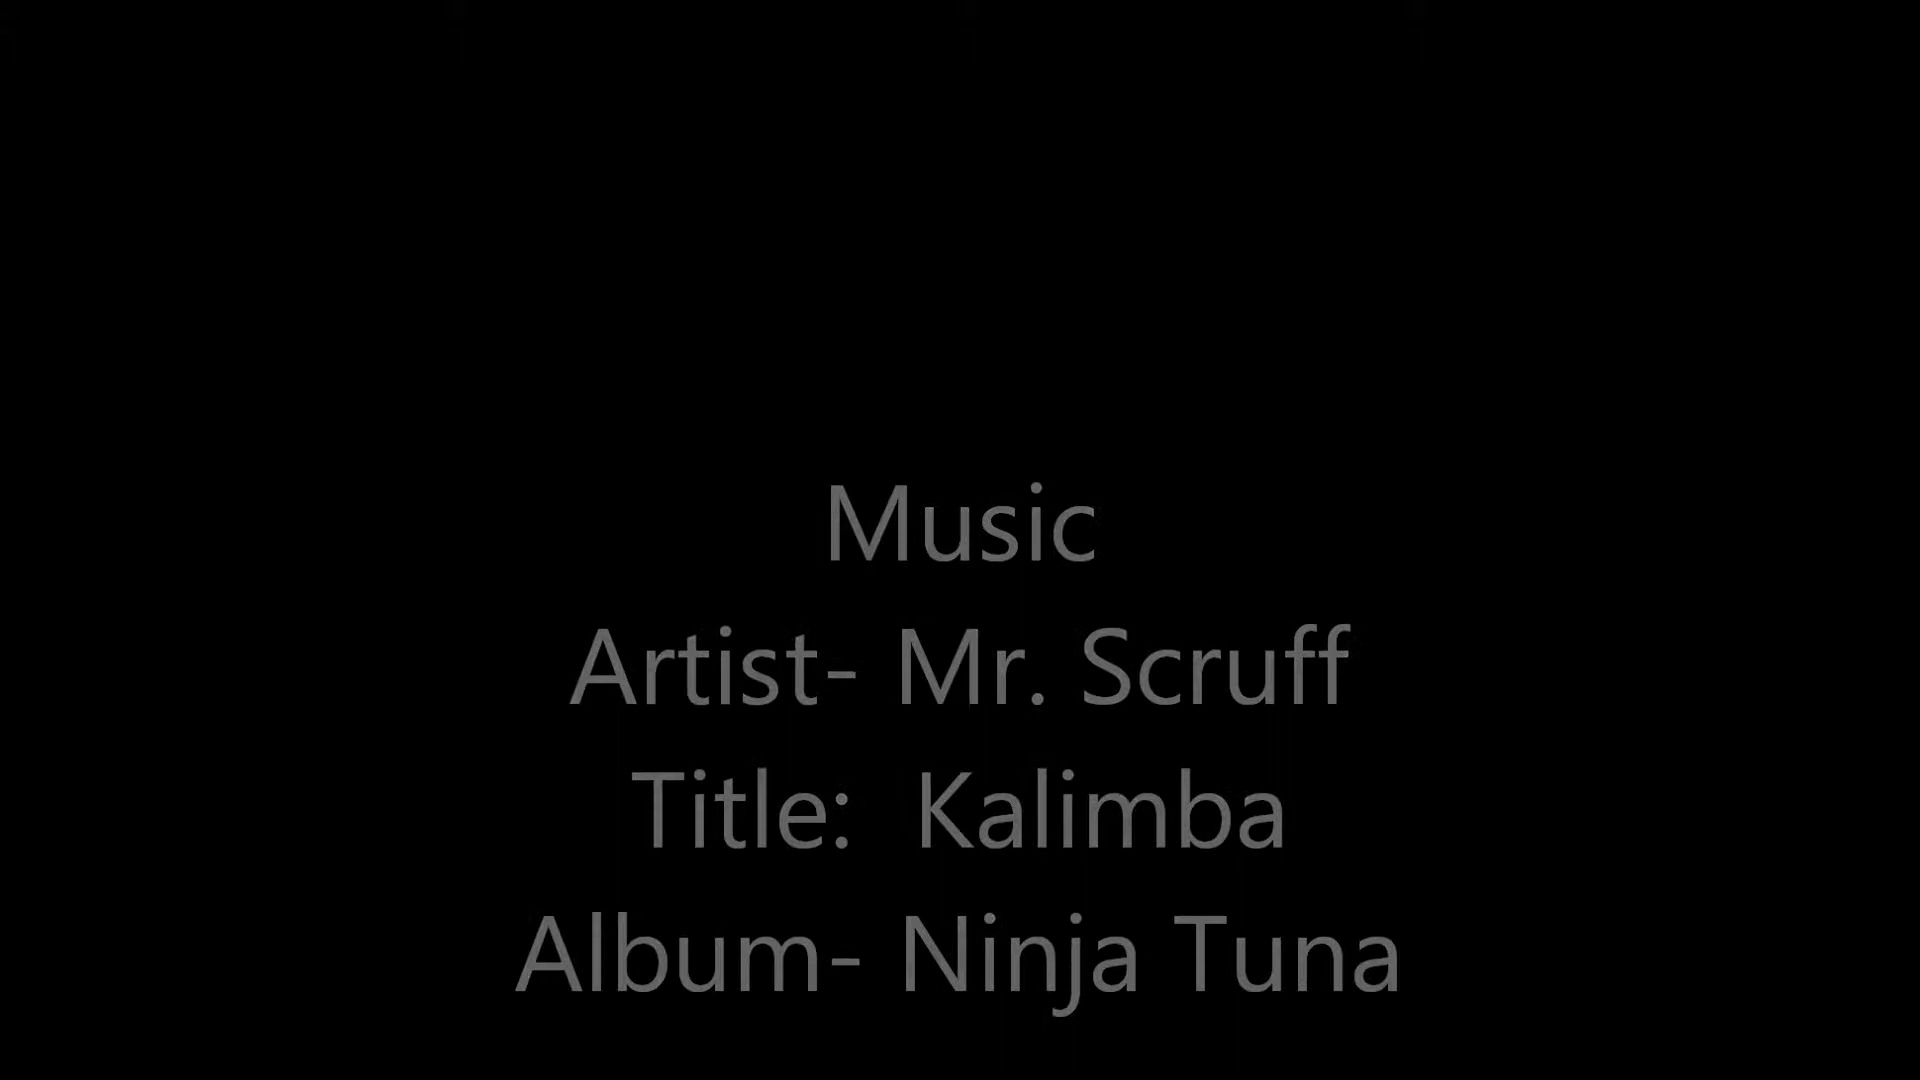 Music
Artist- Mr. Scruff
Title:  Kalimba
Album- Ninja Tuna